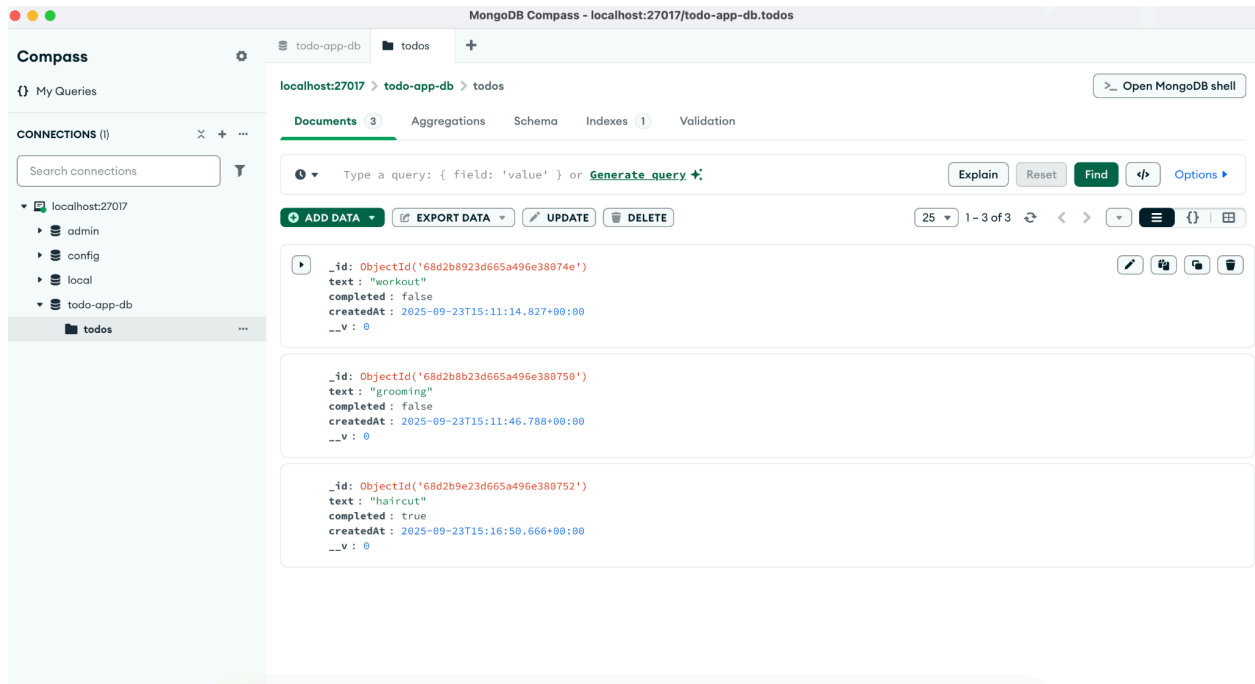 MongoDB Compass - localhost:27017/todo-app-db.todos
Compass
{} My Queries
CONNECTIONS (1)
Search connections
localhost:27017
admin
config
local
todo-app-db
todos
todo-app-db todos
localhost:27017 > todo-app-db > todos
>_ Open MongoDB shell
Documents 3 Aggregations Schema Indexes 1 Validation
Type a query: { field: 'value' } or Generate query
Explain Reset Find </> Options
ADD DATA EXPORT DATA UPDATE DELETE
25 1 – 3 of 3 {}
_id: ObjectId('68d2b8923d665a496e38074e')
text : "workout"
completed : false
createdAt : 2025-09-23T15:11:14.827+00:00
__v : 0
_id: ObjectId('68d2b8b23d665a496e380750')
text : "grooming"
completed : false
createdAt : 2025-09-23T15:11:46.788+00:00
__v : 0
_id: ObjectId('68d2b9e23d665a496e380752')
text : "haircut"
completed : true
createdAt : 2025-09-23T15:16:50.666+00:00
__v : 0